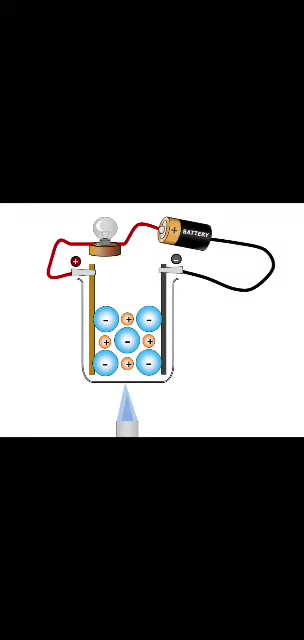 + BATTERY
+ -
- + -
+ - +
- + -